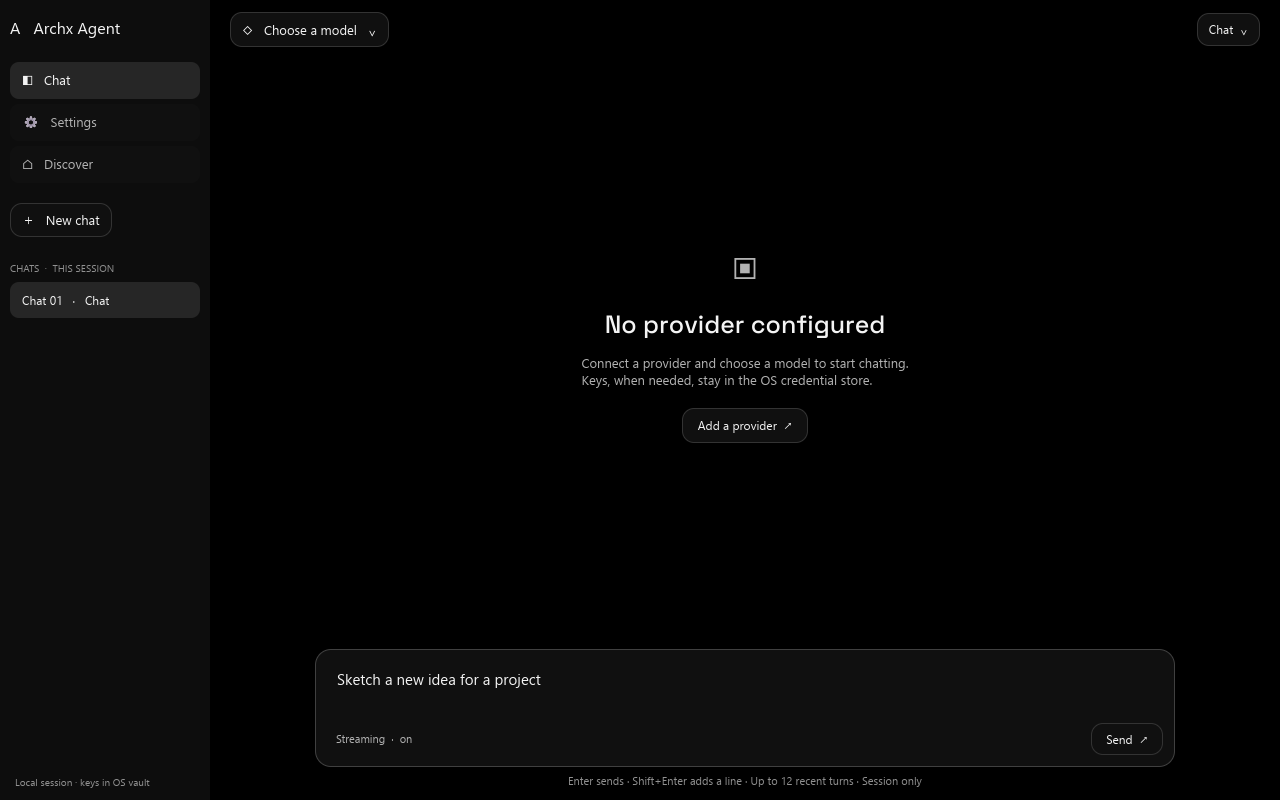 A Archx Agent
Chat
Settings
Discover
+ New chat
CHATS · THIS SESSION
Chat 01 · Chat
Local session · keys in OS vault
Choose a model
Chat
No provider configured
Connect a provider and choose a model to start chatting.
Keys, when needed, stay in the OS credential store.
Add a provider ↗
Sketch a new idea for a project
Streaming · on
Send ↗
Enter sends · Shift+Enter adds a line · Up to 12 recent turns · Session only